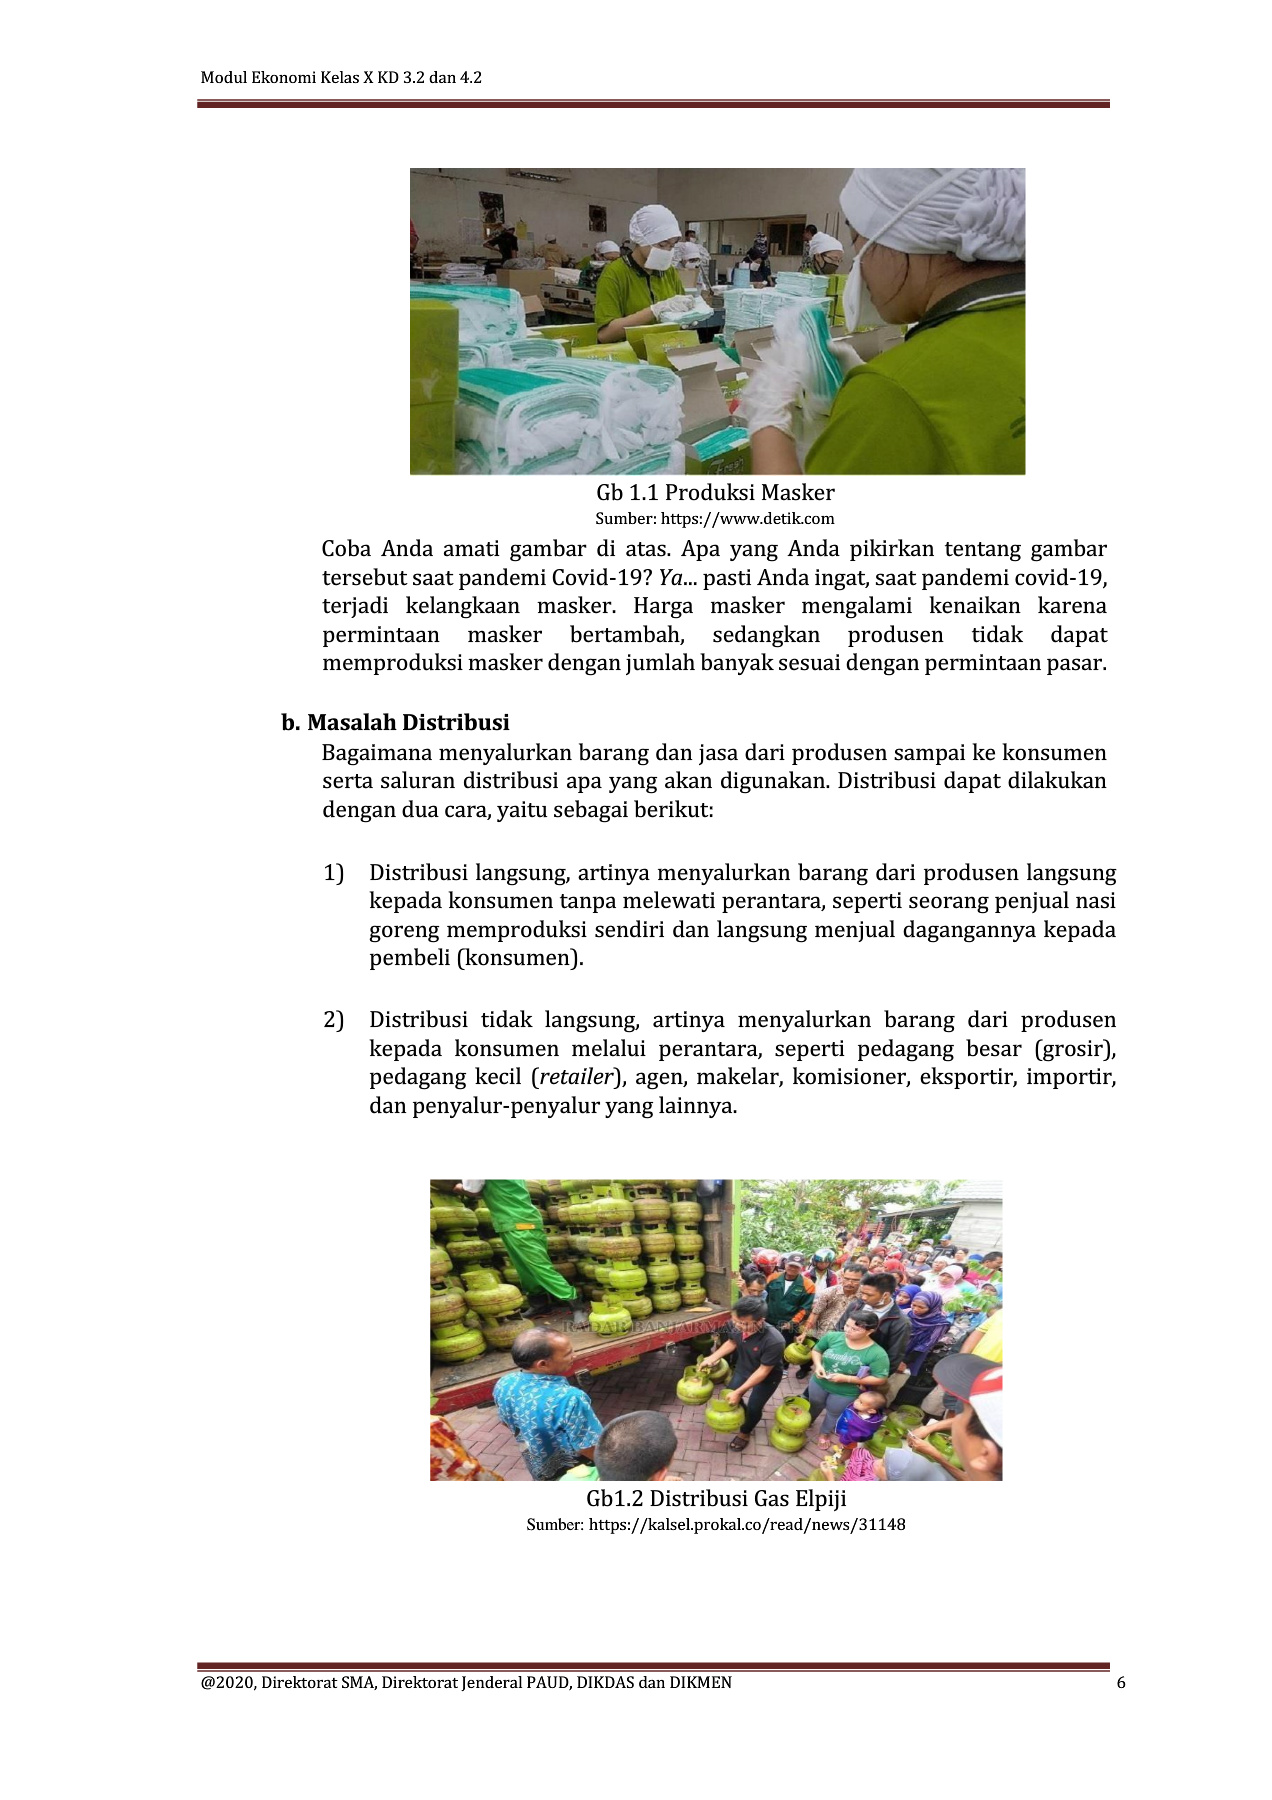 Modul Ekonomi Kelas X KD 3.2 dan 4.2
Gb 1.1 Produksi Masker
Sumber: https://www.detik.com
Coba Anda amati gambar di atas. Apa yang Anda pikirkan tentang gambar
tersebut saat pandemi Covid-19? Ya... pasti Anda ingat, saat pandemi covid-19,
terjadi kelangkaan masker. Harga masker mengalami kenaikan karena
permintaan masker bertambah, sedangkan produsen tidak dapat
memproduksi masker dengan jumlah banyak sesuai dengan permintaan pasar.
b. Masalah Distribusi
Bagaimana menyalurkan barang dan jasa dari produsen sampai ke konsumen
serta saluran distribusi apa yang akan digunakan. Distribusi dapat dilakukan
dengan dua cara, yaitu sebagai berikut:
1) Distribusi langsung, artinya menyalurkan barang dari produsen langsung
kepada konsumen tanpa melewati perantara, seperti seorang penjual nasi
goreng memproduksi sendiri dan langsung menjual dagangannya kepada
pembeli (konsumen).
2) Distribusi tidak langsung, artinya menyalurkan barang dari produsen
kepada konsumen melalui perantara, seperti pedagang besar (grosir),
pedagang kecil (retailer), agen, makelar, komisioner, eksportir, importir,
dan penyalur-penyalur yang lainnya.
RADAR BANJARMASIN PROKAL
Gb1.2 Distribusi Gas Elpiji
Sumber: https://kalsel.prokal.co/read/news/31148
@2020, Direktorat SMA, Direktorat Jenderal PAUD, DIKDAS dan DIKMEN 6